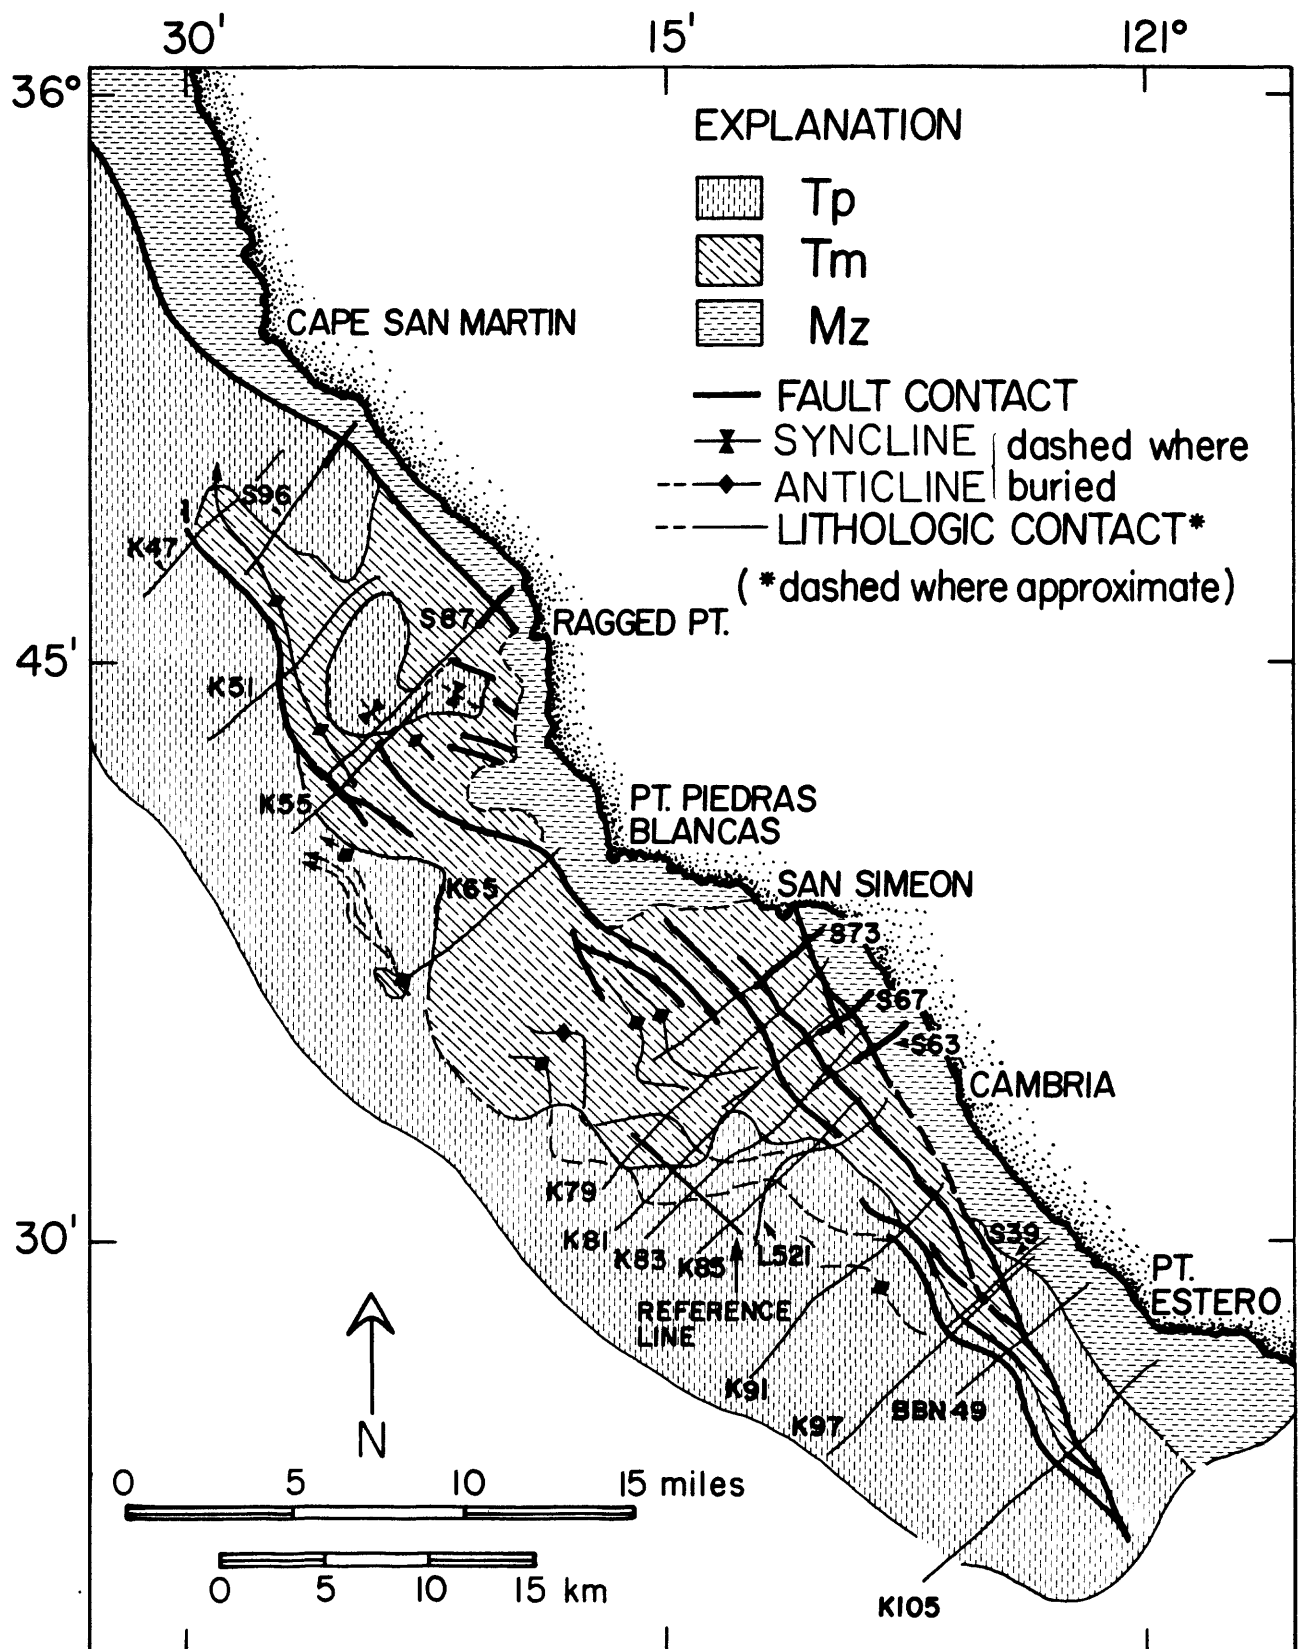 30' 15' 121°
36°
EXPLANATION
Tp
Tm
Mz
CAPE SAN MARTIN
FAULT CONTACT
SYNCLINE dashed where
ANTICLINE buried
LITHOLOGIC CONTACT*
(*dashed where approximate)
S96
K47
S87
RAGGED PT.
45'
K51
K55
PT. PIEDRAS
BLANCAS
K65
SAN SIMEON
S73
S67
S63
CAMBRIA
K79
30'
K81
K83
K85
L521
S39
PT.
ESTERO
REFERENCE
LINE
K91
K97
BBN 49
N
0 5 10 15 miles
0 5 10 15 km
K105